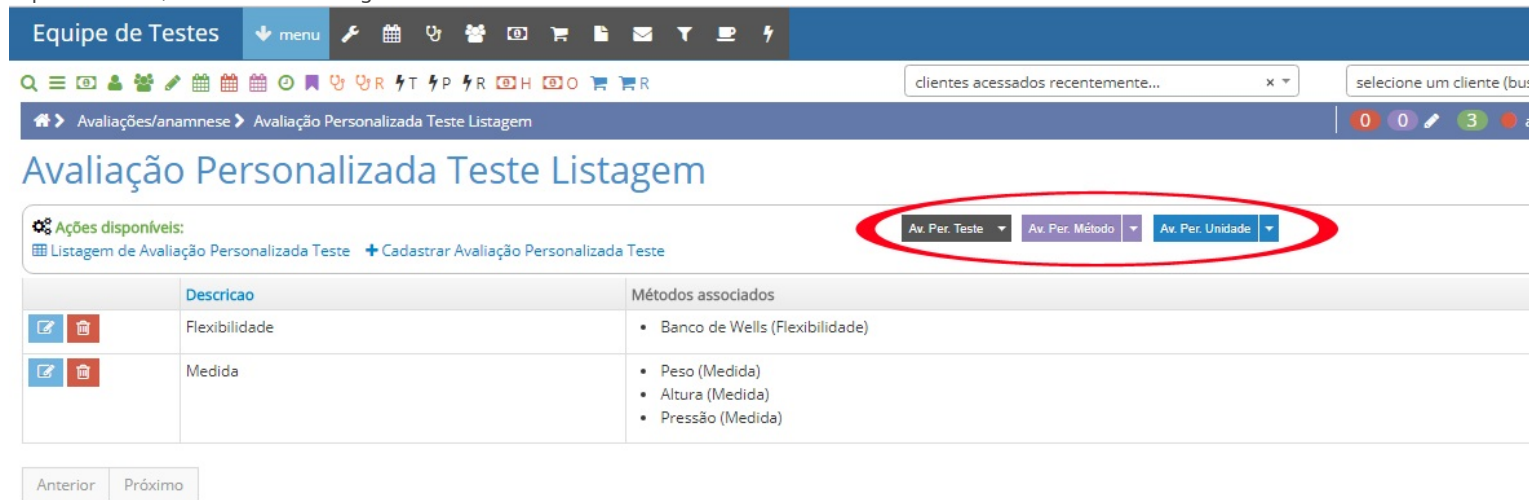 Equipe de Testes menu
R T P R H O R clientes acessados recentemente... × selecione um cliente
Avaliações/anamnese Avaliação Personalizada Teste Listagem 0 0 3
Avaliação Personalizada Teste Listagem
Ações disponíveis:
Listagem de Avaliação Personalizada Teste + Cadastrar Avaliação Personalizada Teste
Av. Per. Teste Av. Per. Método Av. Per. Unidade
Descricao Métodos associados
Flexibilidade • Banco de Wells (Flexibilidade)
Medida • Peso (Medida)
• Altura (Medida)
• Pressão (Medida)
Anterior Próximo